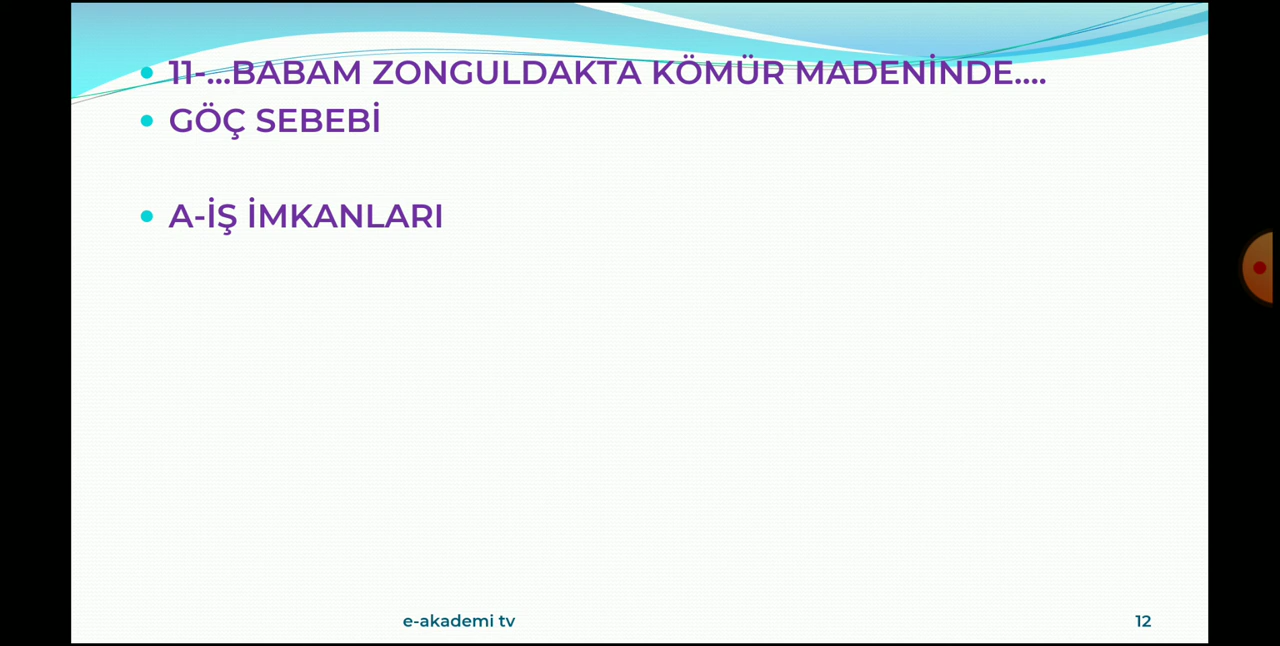 11-...BABAM ZONGULDAKTA KÖMÜR MADENİNDE....
GÖÇ SEBEBİ
A-İŞ İMKANLARI
e-akademi tv
12